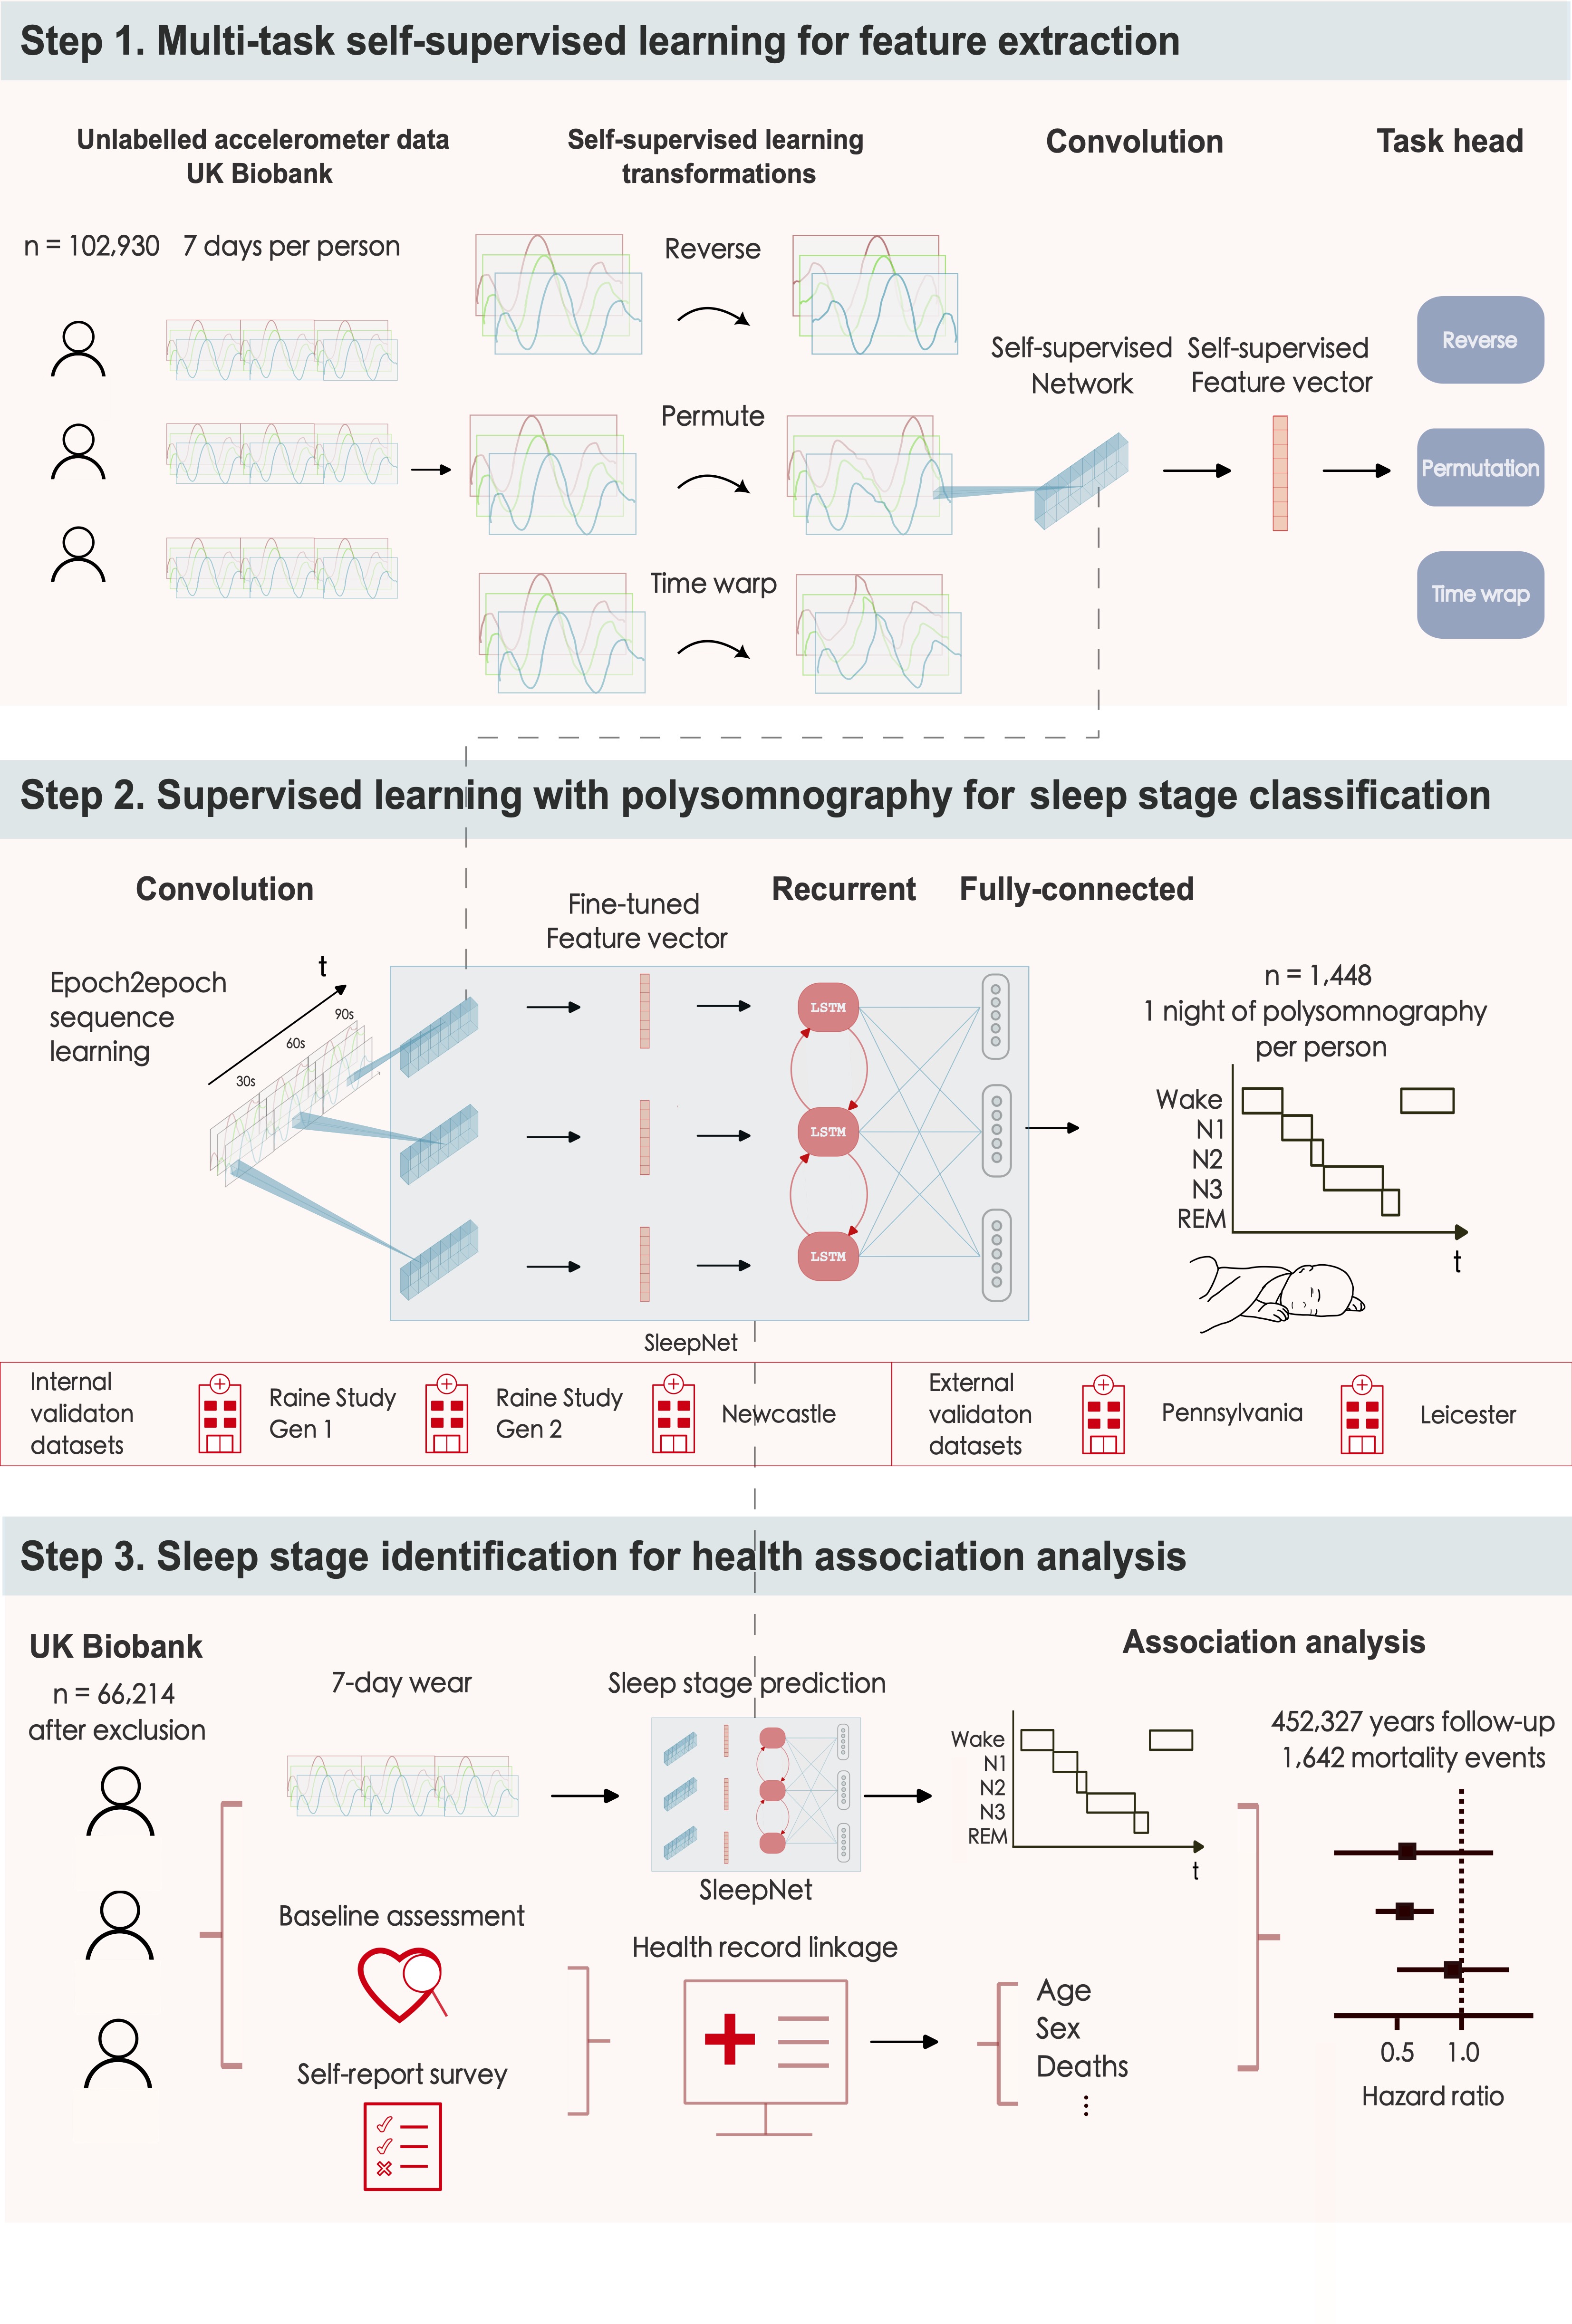 Step 1. Multi-task self-supervised learning for feature extraction
Unlabelled accelerometer data
UK Biobank
Self-supervised learning
transformations
Convolution
Task head
n = 102,930
7 days per person
Reverse
Permute
Time warp
Self-supervised
Network
Self-supervised
Feature vector
Reverse
Permutation
Time wrap
Step 2. Supervised learning with polysomnography for sleep stage classification
Convolution
Fine-tuned
Feature vector
Recurrent
Fully-connected
Epoch2epoch
sequence
learning
t
30s
60s
90s
LSTM
LSTM
LSTM
SleepNet
n = 1,448
1 night of polysomnography
per person
Wake
N1
N2
N3
REM
t
Internal
validaton
datasets
Raine Study
Gen 1
Raine Study
Gen 2
Newcastle
External
validaton
datasets
Pennsylvania
Leicester
Step 3. Sleep stage identification for health association analysis
UK Biobank
n = 66,214
after exclusion
7-day wear
Sleep stage prediction
SleepNet
Wake
N1
N2
N3
REM
t
Baseline assessment
Self-report survey
Health record linkage
Age
Sex
Deaths
⋮
Association analysis
452,327 years follow-up
1,642 mortality events
0.5
1.0
Hazard ratio